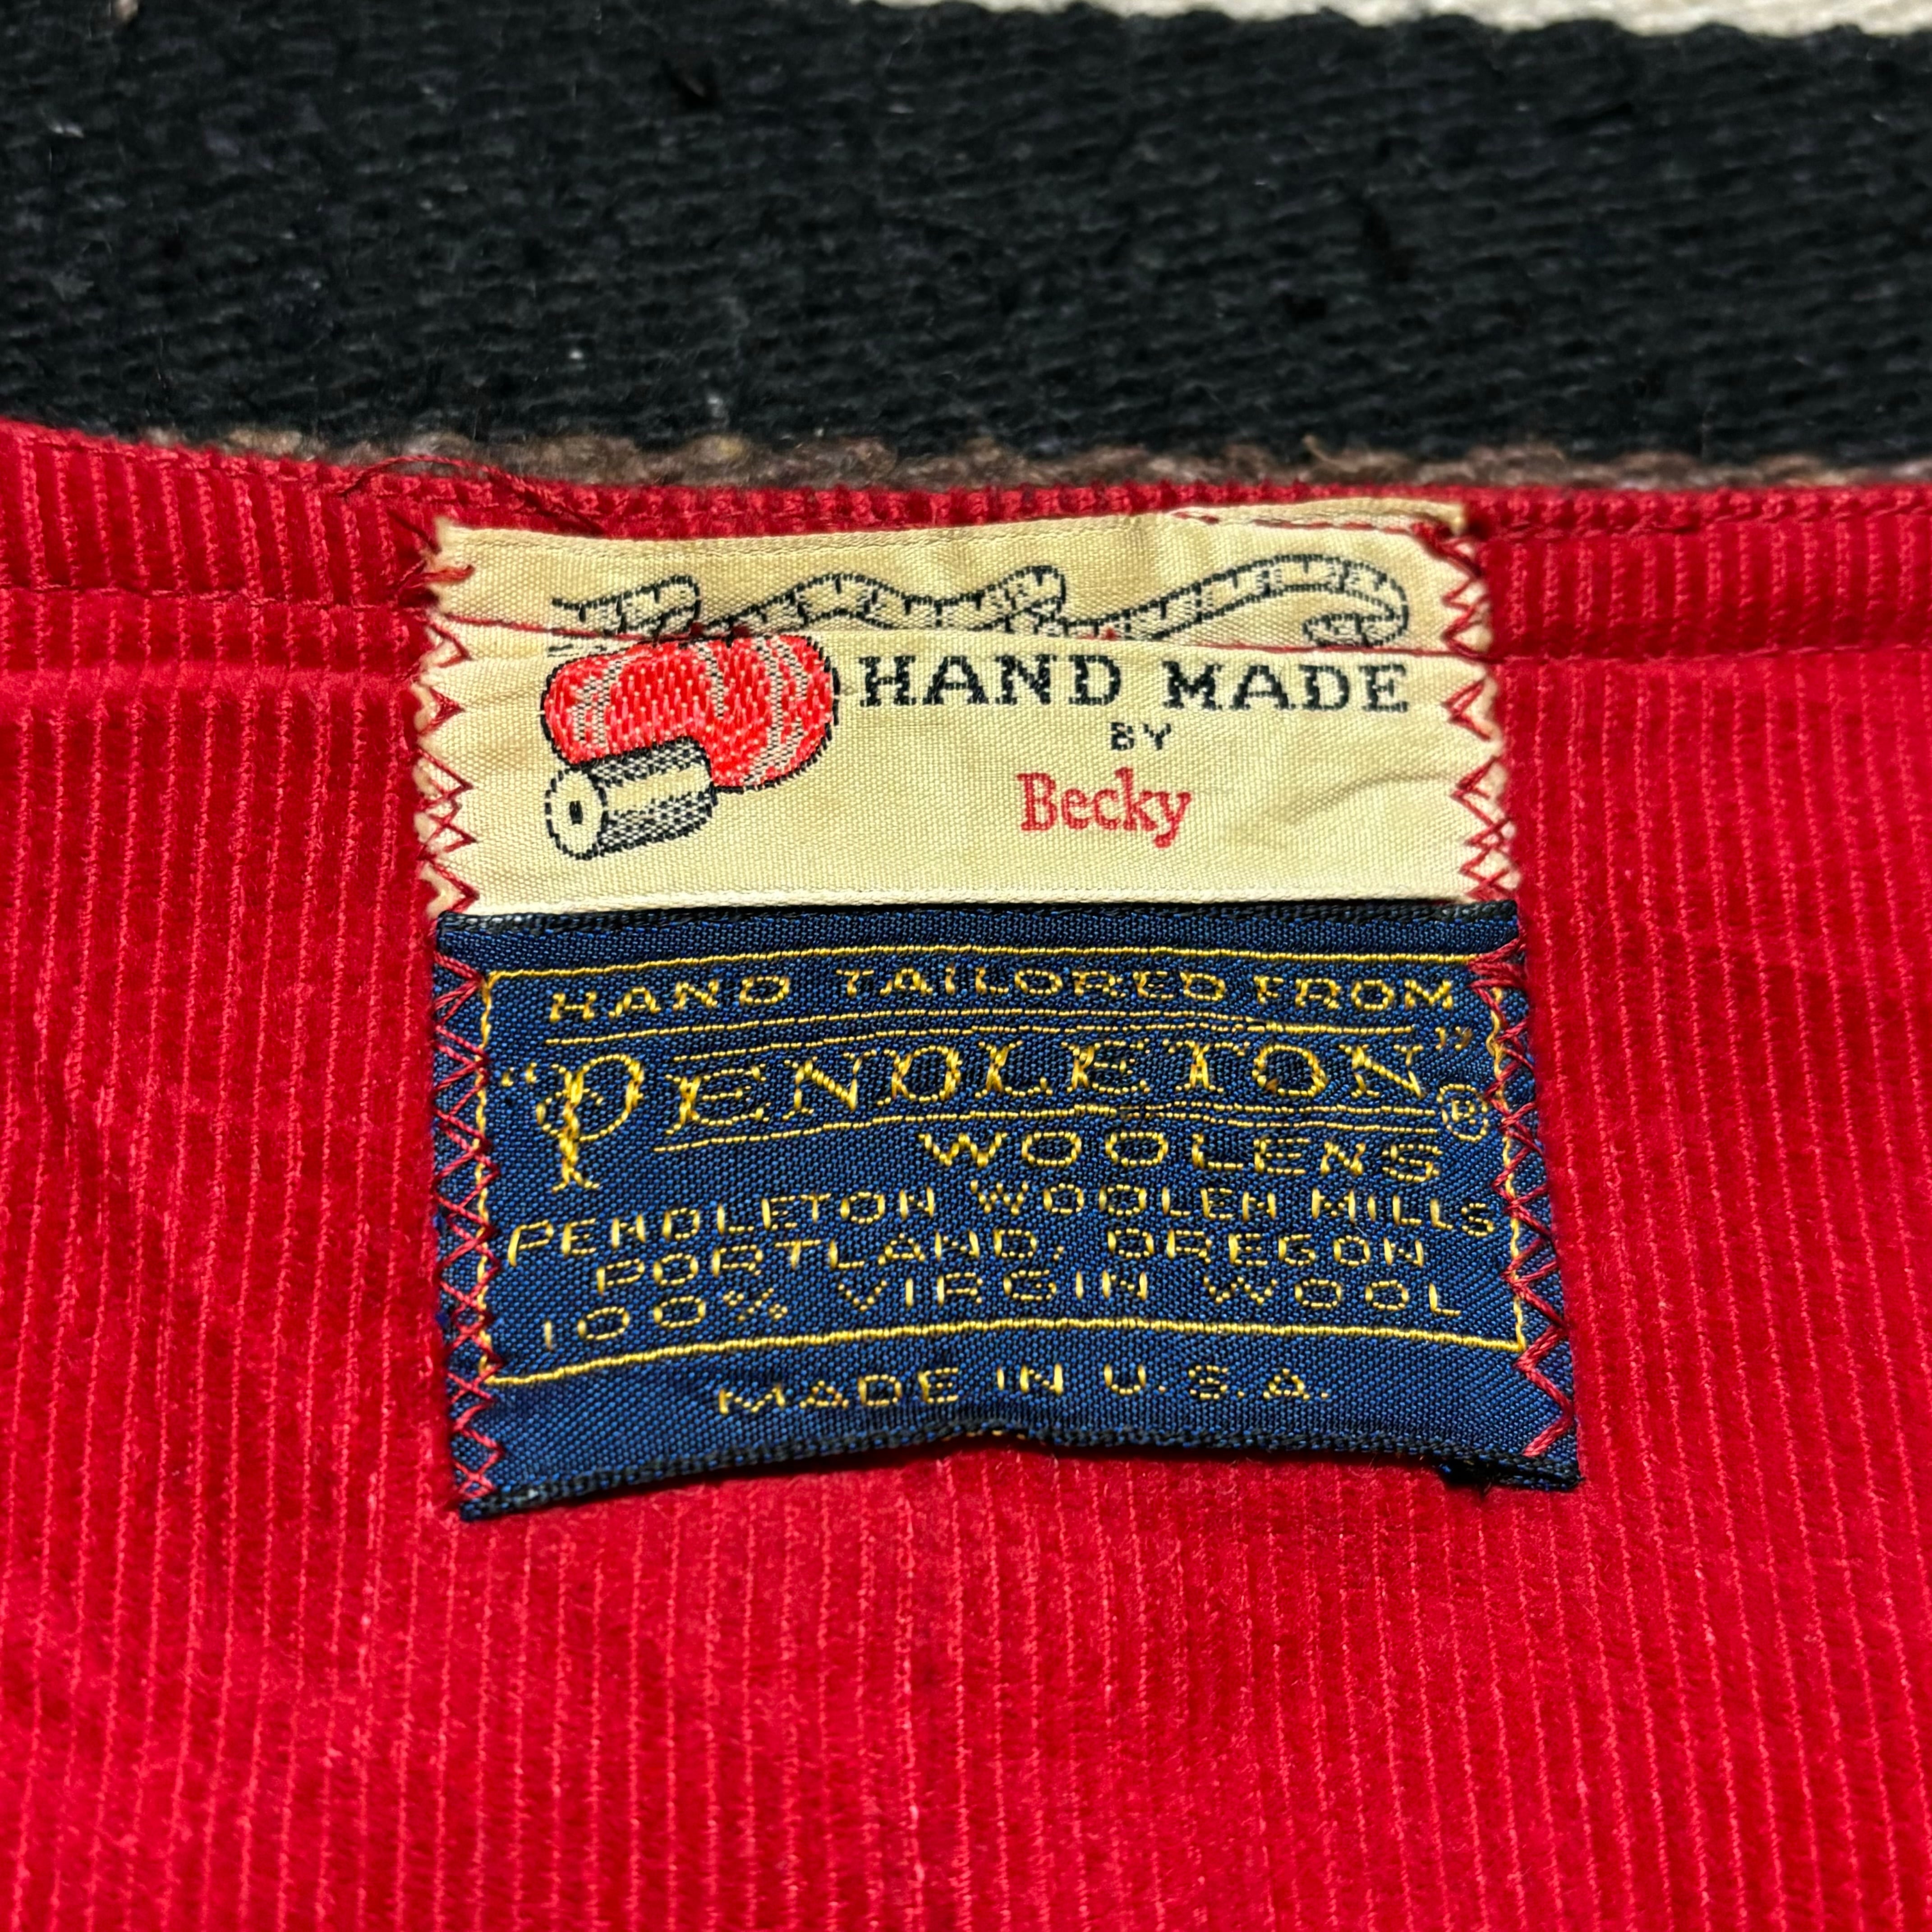 HAND MADE
BY
Becky
HAND TAILORED FROM
"PENDLETON"®
WOOLENS
PENDLETON WOOLEN MILLS
PORTLAND, OREGON
100% VIRGIN WOOL
MADE IN U.S.A.